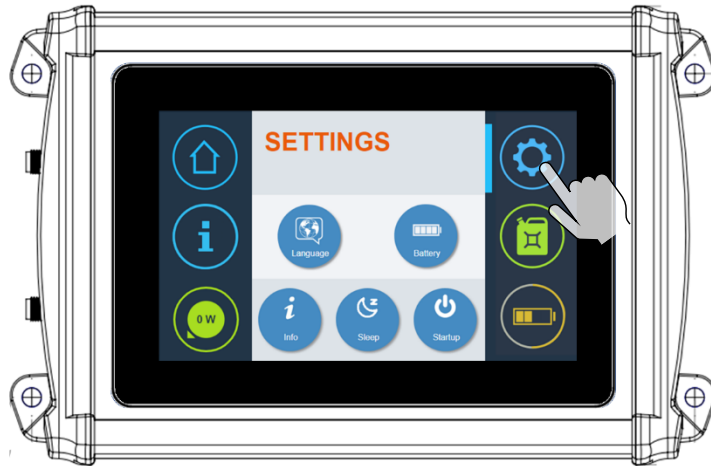 SETTINGS
Language
Battery
0 W
Info
Sleep
Startup